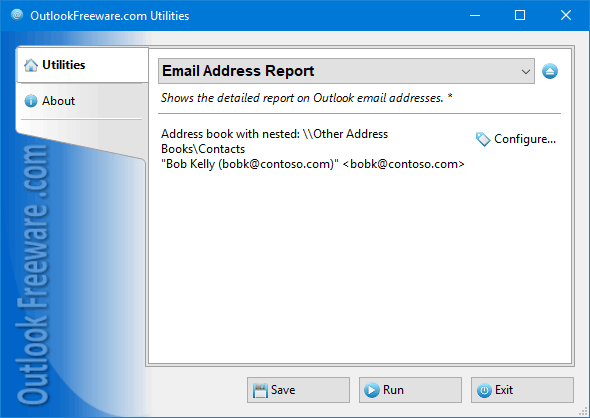 OutlookFreeware.com Utilities
Utilities
About
Outlook Freeware .com
Email Address Report
Shows the detailed report on Outlook email addresses. *
Address book with nested: \\Other Address
Books\Contacts
"Bob Kelly (bobk@contoso.com)" <bobk@contoso.com>
Configure...
Save
Run
Exit